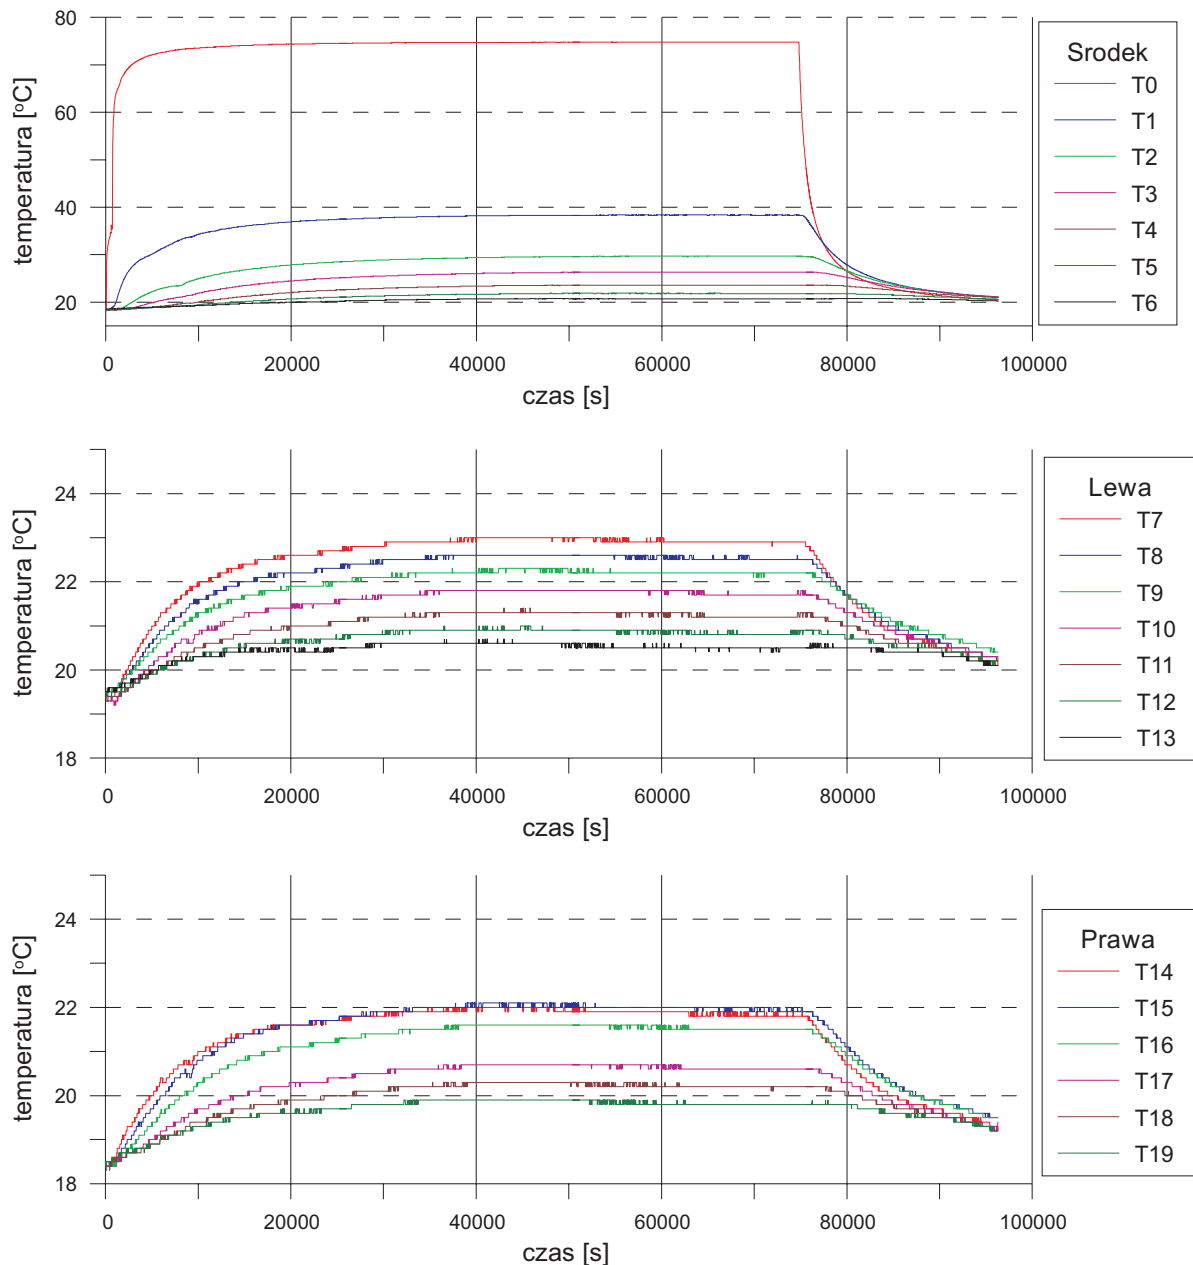 80
60
40
20
temperatura [°C]
0 20000 40000 60000 80000 100000
czas [s]
Srodek
T0
T1
T2
T3
T4
T5
T6
24
22
20
18
temperatura [°C]
0 20000 40000 60000 80000 100000
czas [s]
Lewa
T7
T8
T9
T10
T11
T12
T13
24
22
20
18
temperatura [°C]
0 20000 40000 60000 80000 100000
czas [s]
Prawa
T14
T15
T16
T17
T18
T19